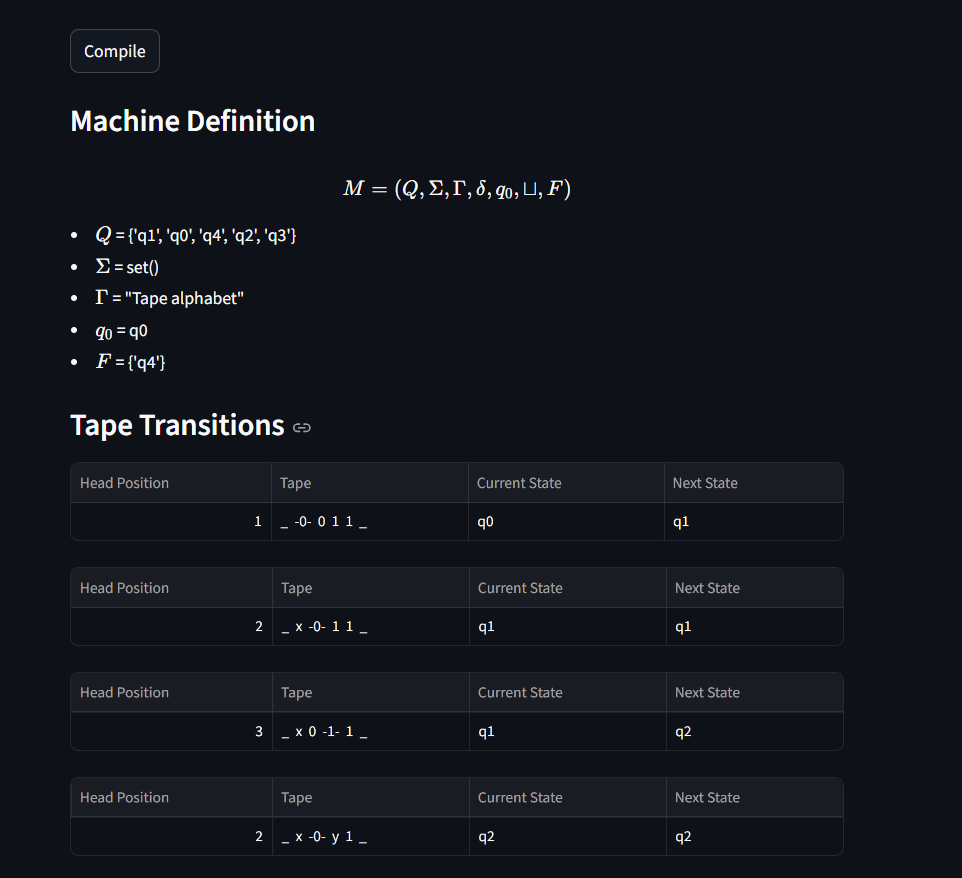 Compile
Machine Definition
M = (Q, Σ, Γ, δ, q₀, ⊔, F)
• Q = {'q1', 'q0', 'q4', 'q2', 'q3'}
• Σ = set()
• Γ = "Tape alphabet"
• q₀ = q0
• F = {'q4'}
Tape Transitions
Head Position Tape Current State Next State
1 _ -0- 0 1 1 _ q0 q1
Head Position Tape Current State Next State
2 _ x -0- 1 1 _ q1 q1
Head Position Tape Current State Next State
3 _ x 0 -1- 1 _ q1 q2
Head Position Tape Current State Next State
2 _ x -0- y 1 _ q2 q2